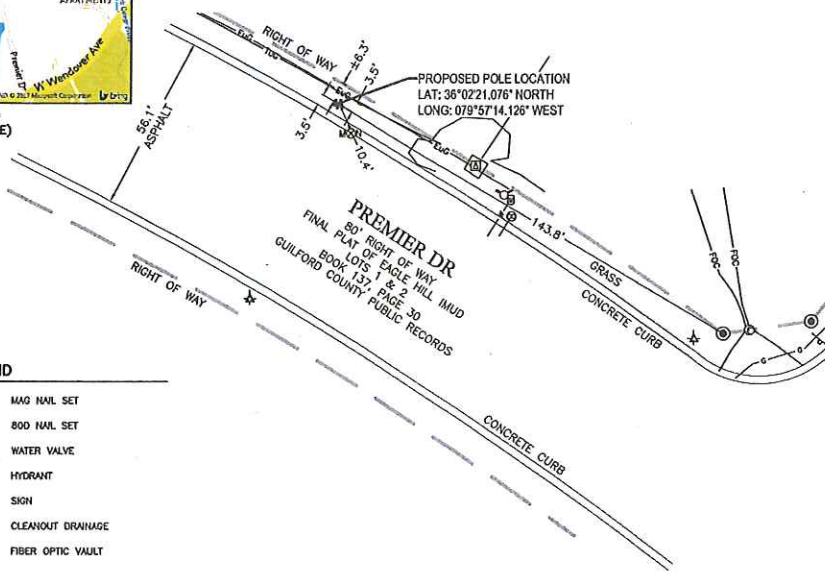 APARTMENTS
Premier Dr
W Wendover Ave
© 2017 Microsoft Corporation
bing
E)
RIGHT OF WAY
EUG
TUG
±6.3'
3.5'
EUG
3.5'
10.4'
EUG
PROPOSED POLE LOCATION
LAT: 36°02'21.076" NORTH
LONG: 079°57'14.126" WEST
56.1'
ASPHALT
PREMIER DR
80' RIGHT OF WAY
FINAL PLAT OF EAGLE HILL IMUD
LOTS 1 & 2
BOOK 137, PAGE 30
GUILFORD COUNTY PUBLIC RECORDS
143.8'
GRASS
CONCRETE CURB
FOC
FOC
G
G
G
RIGHT OF WAY
CONCRETE CURB
ND
MAG NAIL SET
80D NAIL SET
WATER VALVE
HYDRANT
SIGN
CLEANOUT DRAINAGE
FIBER OPTIC VAULT